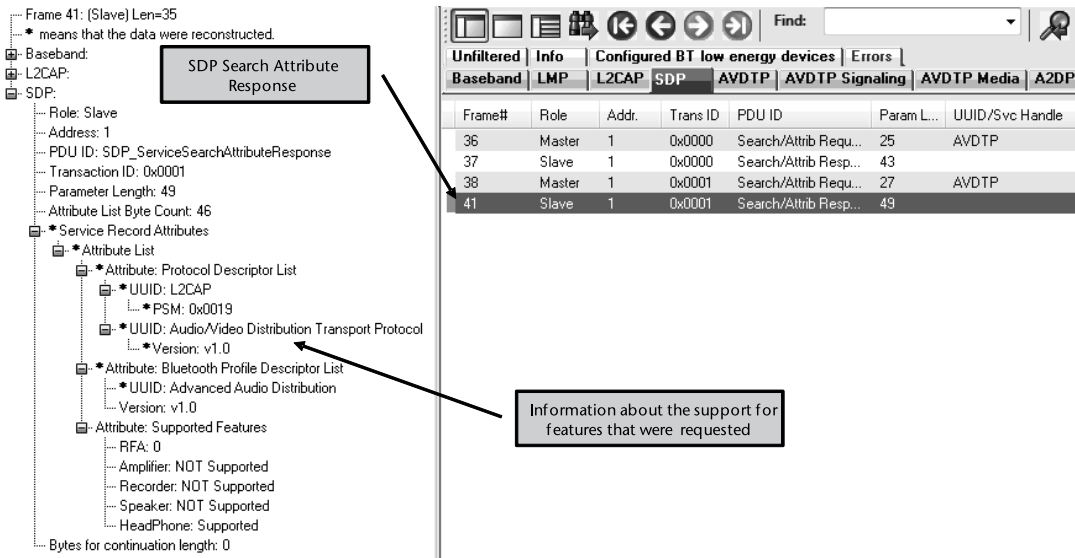 Frame 41: (Slave) Len=35
* means that the data were reconstructed.
Baseband:
L2CAP:
SDP:
Role: Slave
Address: 1
PDU ID: SDP_ServiceSearchAttributeResponse
Transaction ID: 0x0001
Parameter Length: 49
Attribute List Byte Count: 46
* Service Record Attributes
* Attribute List
* Attribute: Protocol Descriptor List
* UUID: L2CAP
* PSM: 0x0019
* UUID: Audio/Video Distribution Transport Protocol
* Version: v1.0
* Attribute: Bluetooth Profile Descriptor List
* UUID: Advanced Audio Distribution
Version: v1.0
Attribute: Supported Features
RFA: 0
Amplifier: NOT Supported
Recorder: NOT Supported
Speaker: NOT Supported
HeadPhone: Supported
Bytes for continuation length: 0
SDP Search Attribute
Response
Information about the support for
features that were requested
Find:
Unfiltered Info Configured BT low energy devices Errors
Baseband LMP L2CAP SDP AVDTP AVDTP Signaling AVDTP Media A2DP
Frame# Role Addr. Trans ID PDU ID Param L... UUID/Svc Handle
36 Master 1 0x0000 Search/Attrib Requ... 25 AVDTP
37 Slave 1 0x0000 Search/Attrib Resp... 43
38 Master 1 0x0001 Search/Attrib Requ... 27 AVDTP
41 Slave 1 0x0001 Search/Attrib Resp... 49